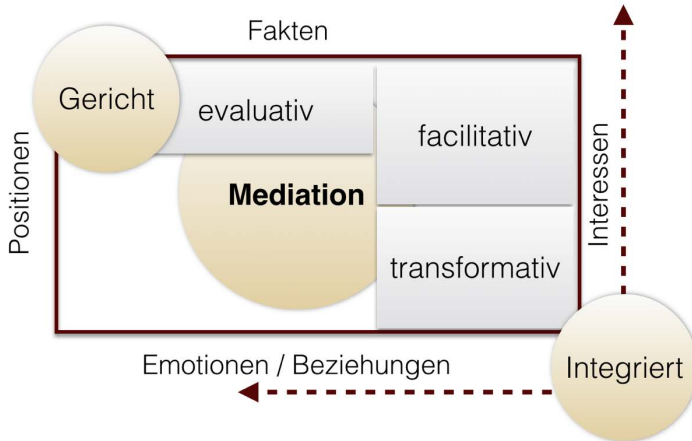 Fakten
Gericht
evaluativ
facilitativ
Positionen
Mediation
Interessen
transformativ
Emotionen / Beziehungen
Integriert